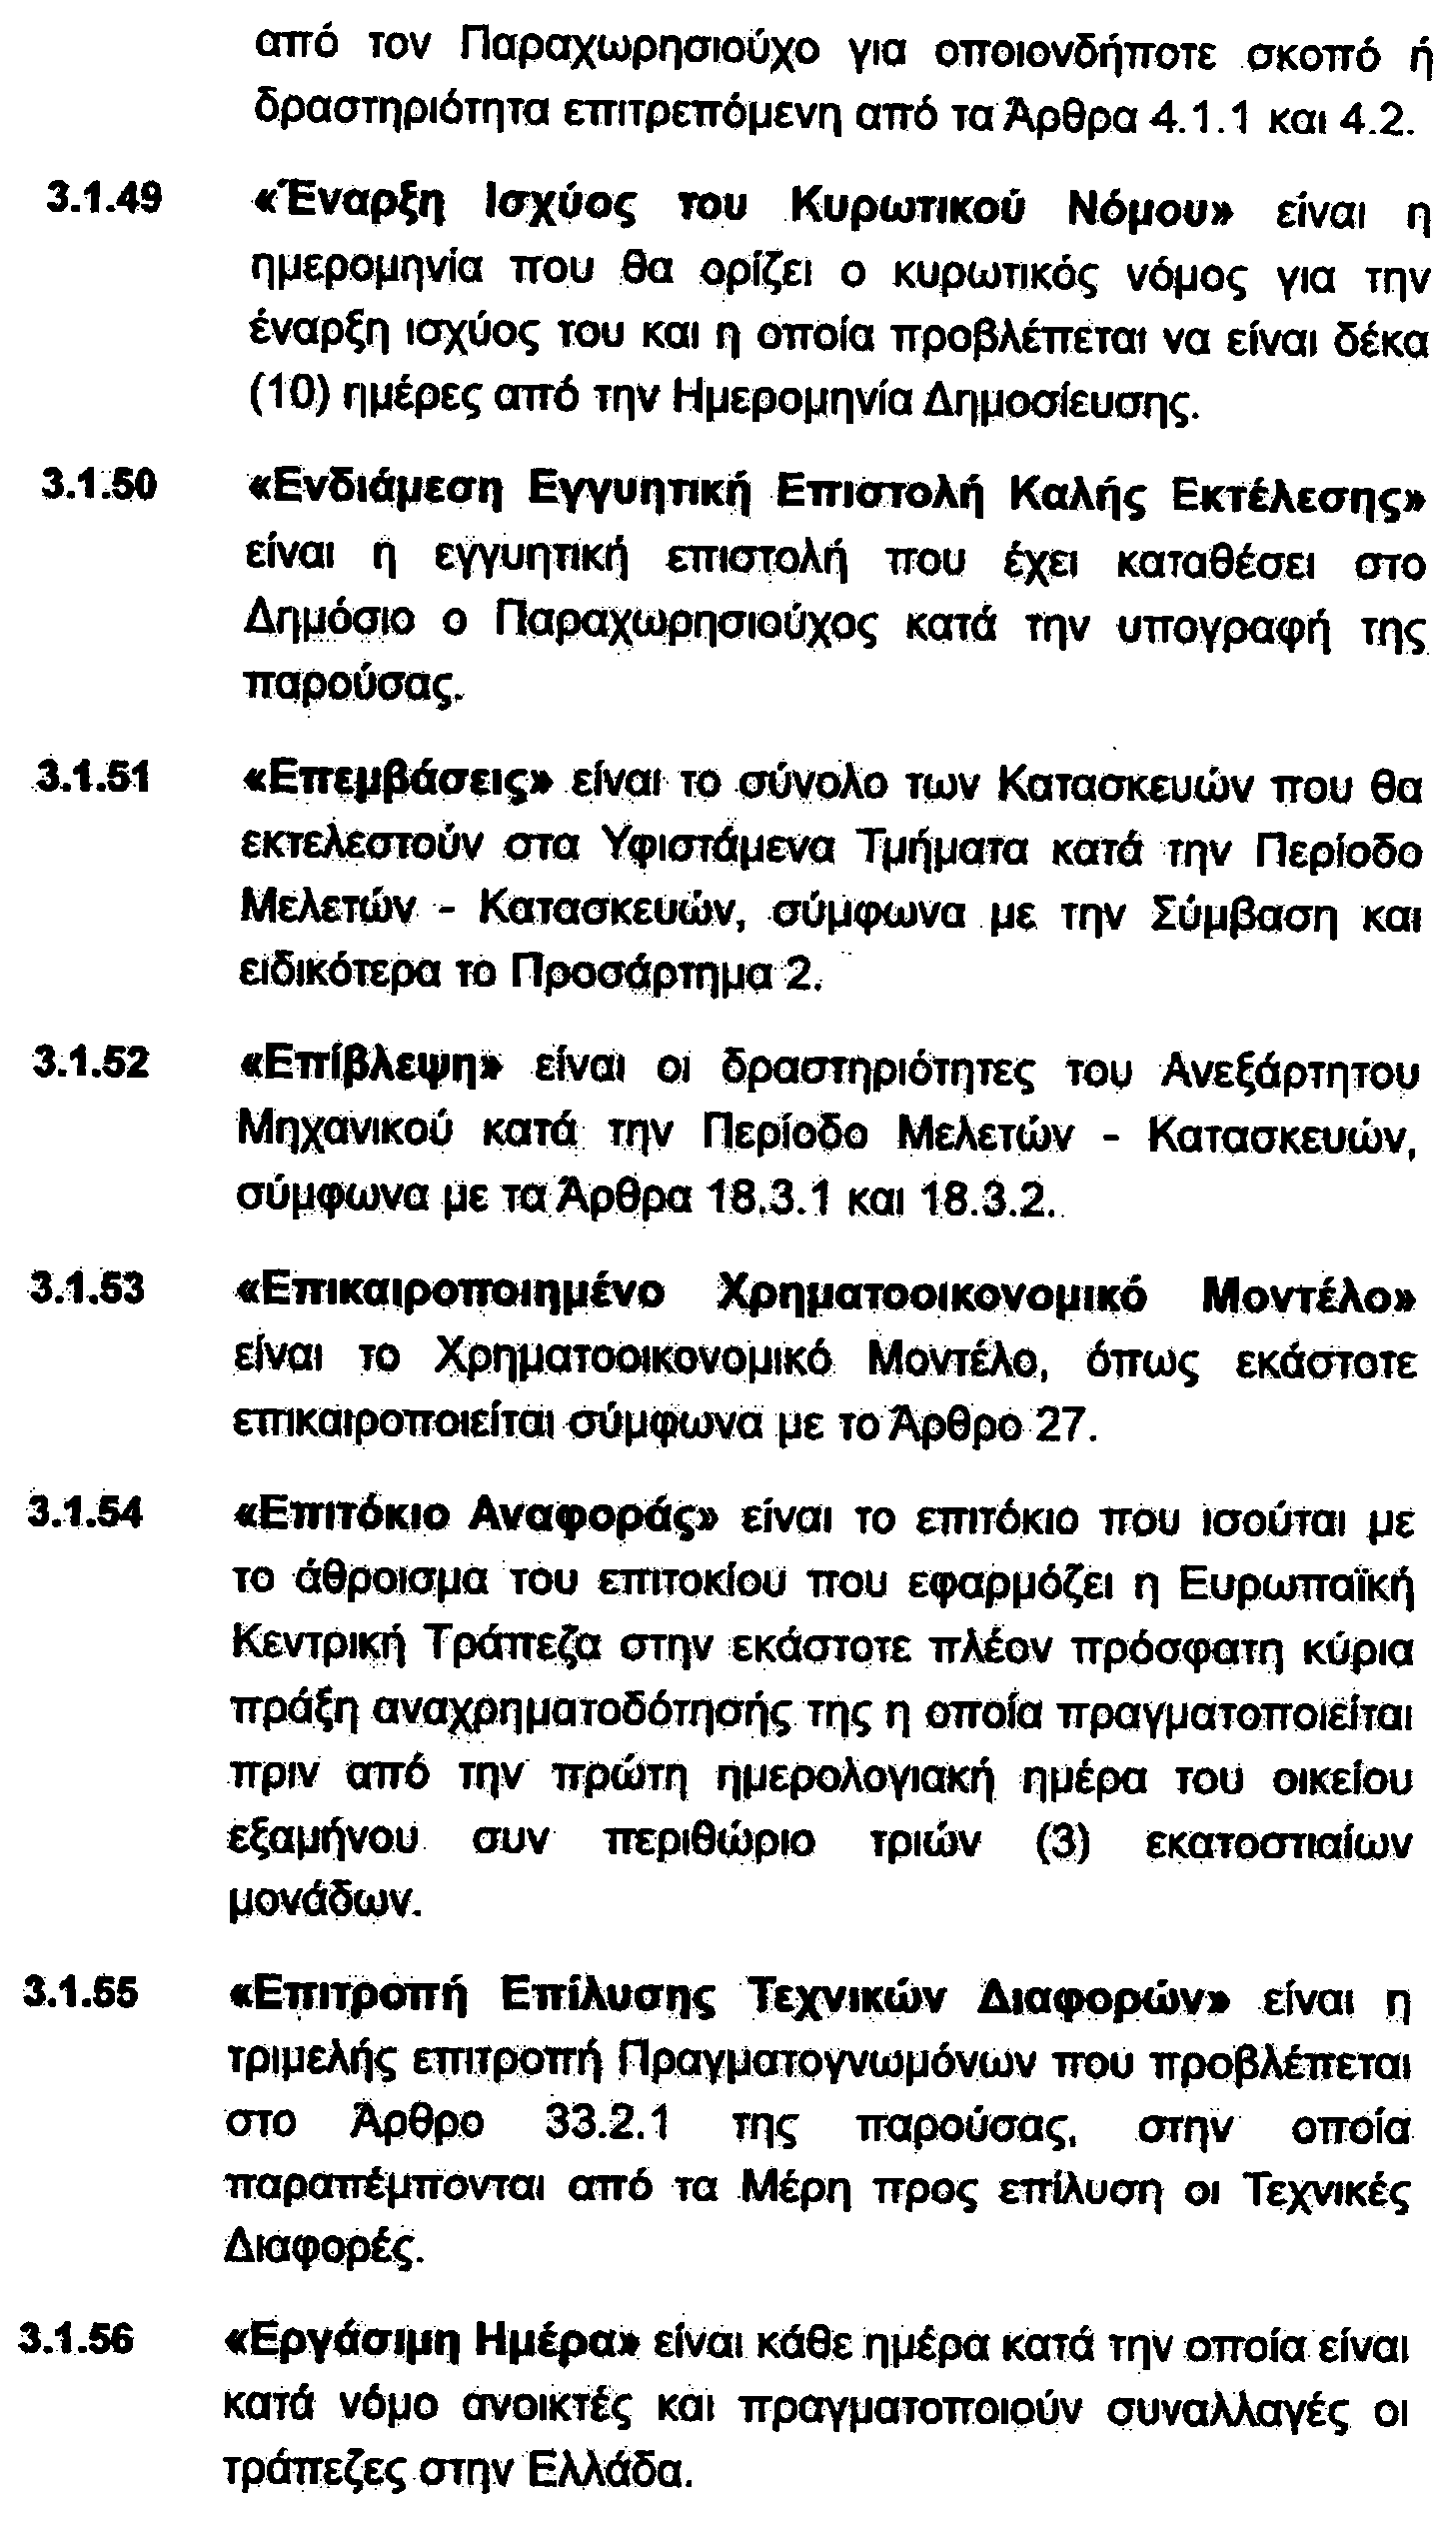 από τον Παραχωρησιούχο για οποιονδήποτε σκοπό ή
δραστηριότητα επιτρεπόμενη από τα Άρθρα 4.1.1 και 4.2.
3.1.49 «Έναρξη Ισχύος του Κυρωτικού Νόμου» είναι η
ημερομηνία που θα ορίζει ο κυρωτικός νόμος για την
έναρξη ισχύος του και η οποία προβλέπεται να είναι δέκα
(10) ημέρες από την Ημερομηνία Δημοσίευσης.
3.1.50 «Ενδιάμεση Εγγυητική Επιστολή Καλής Εκτέλεσης»
είναι η εγγυητική επιστολή που έχει καταθέσει στο
Δημόσιο ο Παραχωρησιούχος κατά την υπογραφή της
παρούσας.
3.1.51 «Επεμβάσεις» είναι το σύνολο των Κατασκευών που θα
εκτελεστούν στα Υφιστάμενα Τμήματα κατά την Περίοδο
Μελετών - Κατασκευών, σύμφωνα με την Σύμβαση και
ειδικότερα το Προσάρτημα 2.
3.1.52 «Επίβλεψη» είναι οι δραστηριότητες του Ανεξάρτητου
Μηχανικού κατά την Περίοδο Μελετών - Κατασκευών,
σύμφωνα με τα Άρθρα 18.3.1 και 18.3.2.
3.1.53 «Επικαιροποιημένο Χρηματοοικονομικό Μοντέλο»
είναι το Χρηματοοικονομικό Μοντέλο, όπως εκάστοτε
επικαιροποιείται σύμφωνα με το Άρθρο 27.
3.1.54 «Επιτόκιο Αναφοράς» είναι το επιτόκιο που ισούται με
το άθροισμα του επιτοκίου που εφαρμόζει η Ευρωπαϊκή
Κεντρική Τράπεζα στην εκάστοτε πλέον πρόσφατη κύρια
πράξη αναχρηματοδότησής της η οποία πραγματοποιείται
πριν από την πρώτη ημερολογιακή ημέρα του οικείου
εξαμήνου συν περιθώριο τριών (3) εκατοστιαίων
μονάδων.
3.1.55 «Επιτροπή Επίλυσης Τεχνικών Διαφορών» είναι η
τριμελής επιτροπή Πραγματογνωμόνων που προβλέπεται
στο Άρθρο 33.2.1 της παρούσας, στην οποία
παραπέμπονται από τα Μέρη προς επίλυση οι Τεχνικές
Διαφορές.
3.1.56 «Εργάσιμη Ημέρα» είναι κάθε ημέρα κατά την οποία είναι
κατά νόμο ανοικτές και πραγματοποιούν συναλλαγές οι
τράπεζες στην Ελλάδα.